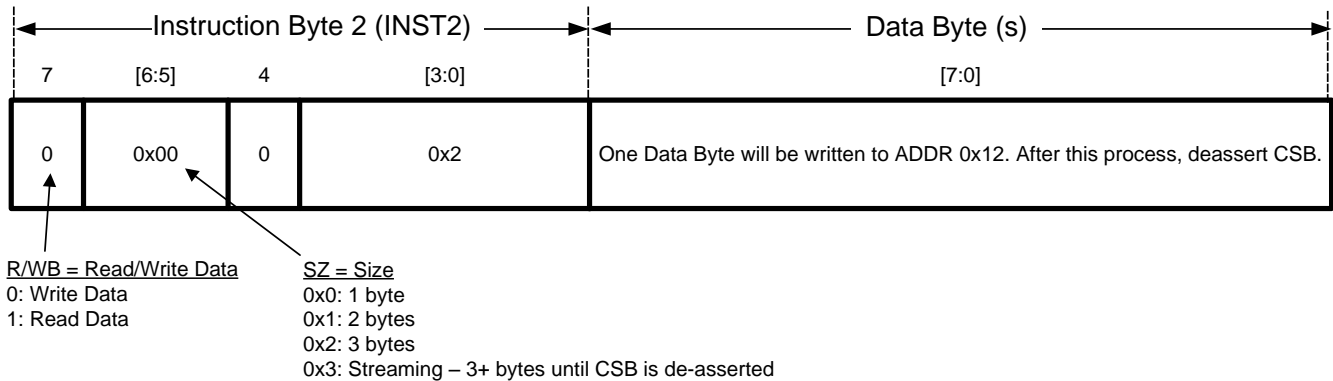 Instruction Byte 2 (INST2)
Data Byte (s)
7
[6:5]
4
[3:0]
[7:0]
0
0x00
0
0x2
One Data Byte will be written to ADDR 0x12. After this process, deassert CSB.
R/WB = Read/Write Data
0: Write Data
1: Read Data
SZ = Size
0x0: 1 byte
0x1: 2 bytes
0x2: 3 bytes
0x3: Streaming – 3+ bytes until CSB is de-asserted